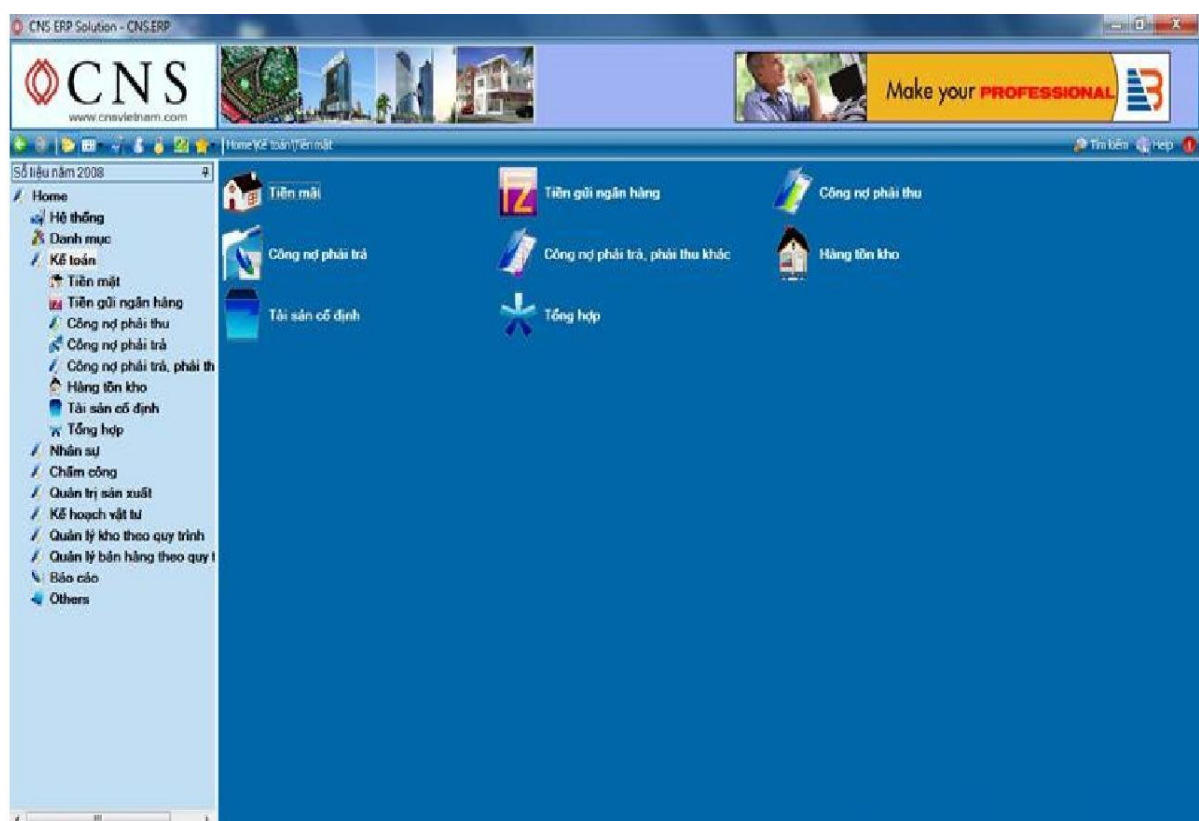 CNS ERP Solution - CNS.ERP
CNS
www.cnsvietnam.com
Make your PROFESSIONAL
Home\Kế toán\Tiền mặt
Tìm kiếm
Help
Số liệu năm 2008
Home
Hệ thống
Danh mục
Kế toán
Tiền mặt
Tiền gửi ngân hàng
Công nợ phải thu
Công nợ phải trả
Công nợ phải trả, phải th
Hàng tồn kho
Tài sản cố định
Tổng hợp
Nhân sự
Chấm công
Quản trị sản xuất
Kế hoạch vật tư
Quản lý kho theo quy trình
Quản lý bán hàng theo quy t
Báo cáo
Others
Tiền mặt
Tiền gửi ngân hàng
Công nợ phải thu
Công nợ phải trả
Công nợ phải trả, phải thu khác
Hàng tồn kho
Tài sản cố định
Tổng hợp